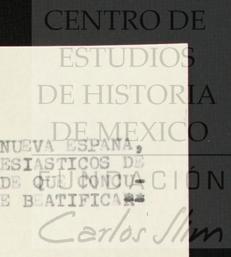 CENTRO DE
ESTUDIOS
DE HISTORIA
DE MEXICO
FUNDACIÓN
Carlos Slim
NUEVA ESPAÑA,
ESIASTICOS DE
DE QUE CONCU-
E BEATIFICAR=